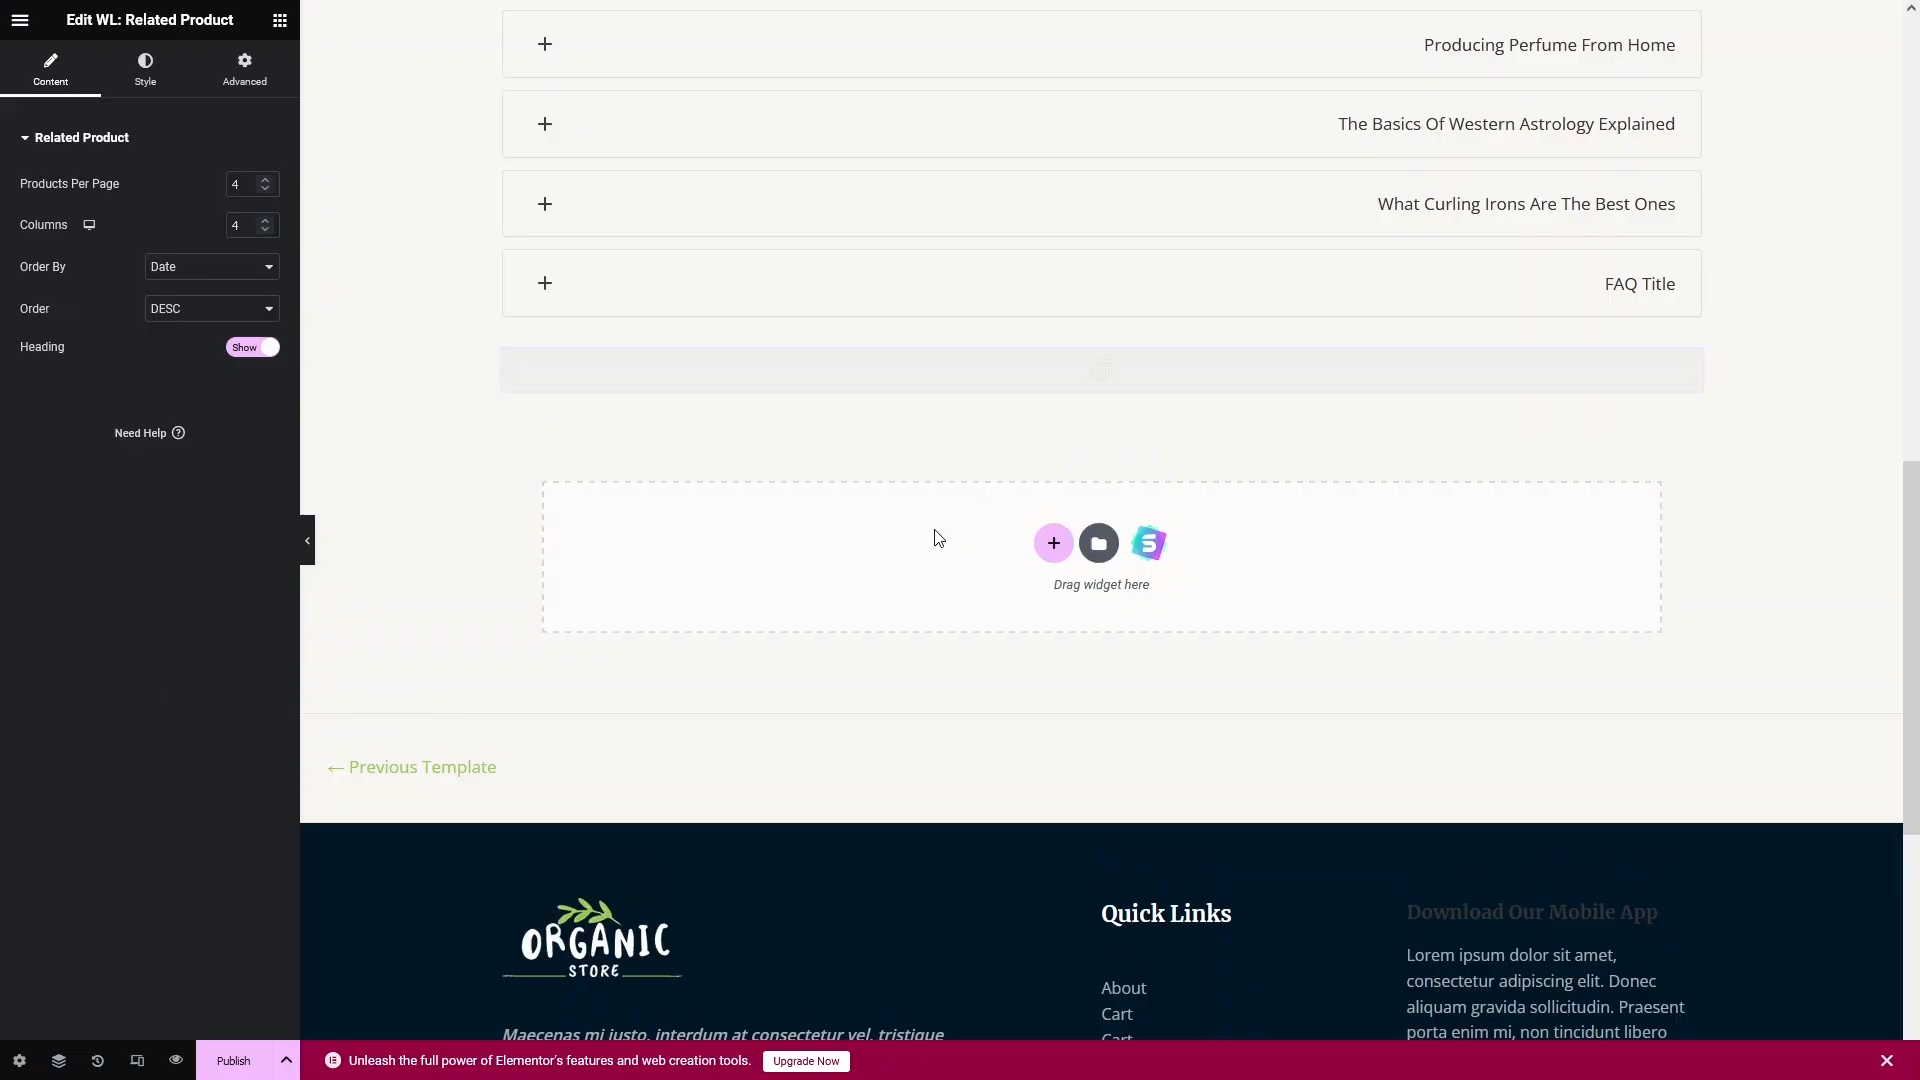 Edit WL: Related Product
Content
Style
Advanced
Related Product
Products Per Page
4
Columns
4
Order By
Date
Order
DESC
Heading
Show
Need Help
Producing Perfume From Home
The Basics Of Western Astrology Explained
What Curling Irons Are The Best Ones
FAQ Title
Drag widget here
← Previous Template
ORGANIC
STORE
Maecenas mi justo, interdum at consectetur vel, tristique
Quick Links
About
Cart
Cart
Download Our Mobile App
Lorem ipsum dolor sit amet,
consectetur adipiscing elit. Donec
aliquam gravida sollicitudin. Praesent
porta enim mi, non tincidunt libero
Publish
Unleash the full power of Elementor's features and web creation tools.
Upgrade Now